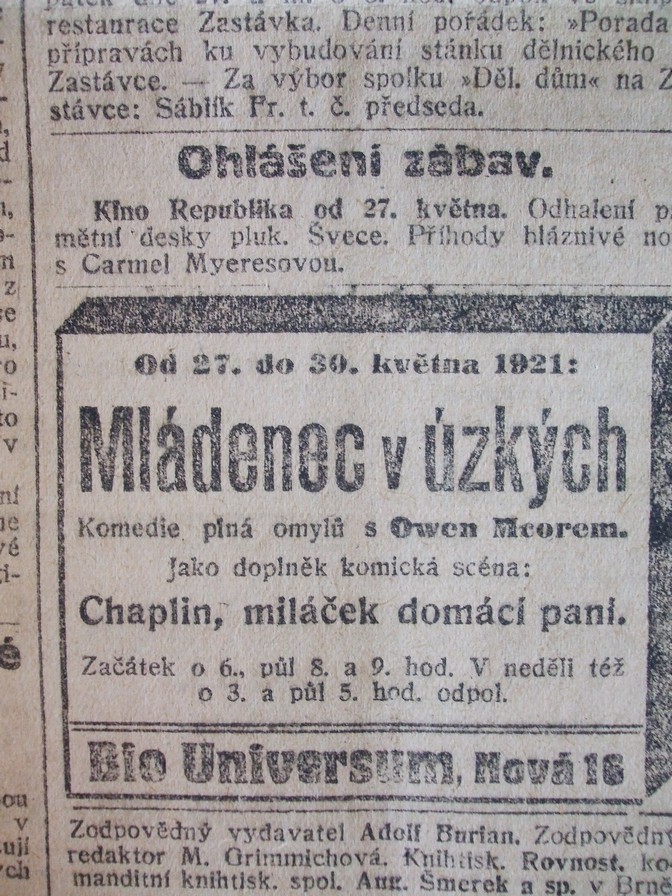 restaurace Zastávka. Denní pořádek: »Porada
přípravách ku vybudování stánku dělnického
Zastávce. — Za výbor spolku »Děl. dům« na Z
stávce: Sáblík Fr. t. č. předseda.
Ohlášení zábav.
Kino Republika od 27. května. Odhalení p
mětní desky pluk. Švece. Příhody bláznivé no
s Carmel Myeresovou.
Od 27. do 30. května 1921:
Mládenec v úzkých
Komedie plná omylů s Owen Meorem.
Jako doplněk komická scéna:
Chaplin, miláček domácí paní.
Začátek o 6., půl 8. a 9. hod. V neděli též
o 3. a půl 5. hod. odpol.
Bio Universum, Nová 16
Zodpovědný vydavatel Adolf Burian. Zodpovědný
redaktor M. Grimmichová. Knihtisk. Rovnost, ko
manditní knihtisk. spol. Aug. Šmerek a sp. v Brně